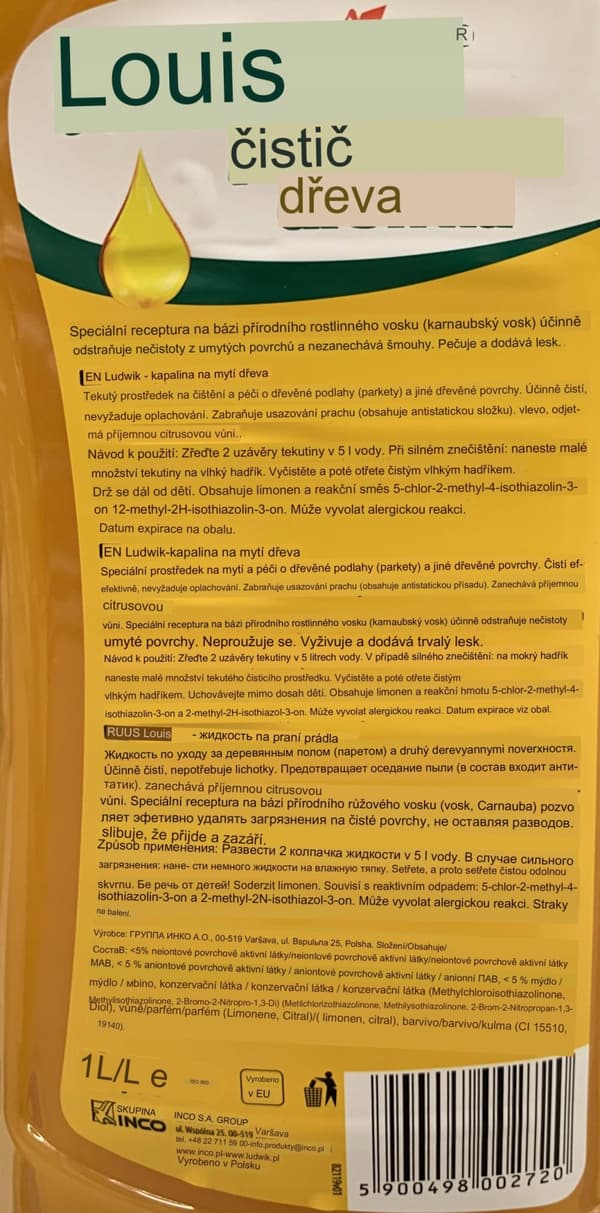 Louis
R
čistič
dřeva
Speciální receptura na bázi přírodního rostlinného vosku (karnaubský vosk) účinně
odstraňuje nečistoty z umytých povrchů a nezanechává šmouhy. Pečuje a dodává lesk.
EN Ludwik - kapalina na mytí dřeva
Tekutý prostředek na čištění a péči o dřevěné podlahy (parkety) a jiné dřevěné povrchy. Účinně čistí,
nevyžaduje oplachování. Zabraňuje usazování prachu (obsahuje antistatickou složku). vlevo, odjet-
má příjemnou citrusovou vůni..
Návod k použití: Zřeďte 2 uzávěry tekutiny v 5 l vody. Při silném znečištění: naneste malé
množství tekutiny na vlhký hadřík. Vyčistěte a poté otřete čistým vlhkým hadříkem.
Drž se dál od dětí. Obsahuje limonen a reakční směs 5-chlor-2-methyl-4-isothiazolin-3-
on 12-methyl-2H-isothiazolin-3-on. Může vyvolat alergickou reakci.
Datum expirace na obalu.
EN Ludwik-kapalina na mytí dřeva
Speciální prostředek na mytí a péči o dřevěné podlahy (parkety) a jiné dřevěné povrchy. Čistí ef-
efektivně, nevyžaduje oplachování. Zabraňuje usazování prachu (obsahuje antistatickou přísadu). Zanechává příjemnou
citrusovou
vůni. Speciální receptura na bázi přírodního rostlinného vosku (karnaubský vosk) účinně odstraňuje nečistoty
umyté povrchy. Neproužuje se. Vyživuje a dodává trvalý lesk.
Návod k použití: Zřeďte 2 uzávěry tekutiny v 5 litrech vody. V případě silného znečištění: na mokrý hadřík
naneste malé množství tekutého čisticího prostředku. Vyčistěte a poté otřete čistým
vlhkým hadříkem. Uchovávejte mimo dosah dětí. Obsahuje limonen a reakční hmotu 5-chlor-2-methyl-4-
isothiazolin-3-on a 2-methyl-2H-isothiazol-3-on. Může vyvolat alergickou reakci. Datum expirace viz obal.
RUUS Louis - жидкость на praní prádla
Жидкость по уходу за деревянным полом (паретом) a druhý derevyannymi поverхностя.
Účinně čistí, nepotřebuje lichotky. Предотвращает оседание пыли (в состав входит анти-
татик). zanechává příjemnou citrusovou
vůni. Speciální receptura na bázi přírodního růžového vosku (vosk, Carnauba) pozvo
ляет эфетивно удалять загрязнения на čisté povrchy, не оставляя разводов.
slibuje, že přijde a zazáří.
Způsob применения: Развести 2 колпачка жидкости v 5 l vody. В случае сильного
загрязнения: нане- сти немного жидкости на влажную тяпку. Setřete, a proto setřete čistou odolnou
skvrnu. Бе речь от детей! Soderzit limonen. Souvisí s reaktivním odpadem: 5-chlor-2-methyl-4-
isothiazolin-3-on a 2-methyl-2N-isothiazol-3-on. Může vyvolat alergickou reakci. Straky
na balení.
Výrobce: ГРУППА ИНКО А.О., 00-519 Varšava, ul. Bspulьna 25, Polsha. Složení/Obsahuje/
СоставB: <5% neiontové povrchově aktivní látky/neiontové povrchově aktivní látky/neiontové povrchově aktivní látky
MAB, < 5 % aniontové povrchově aktivní látky / aniontové povrchově aktivní látky / анионni ПАВ, < 5 % mýdlo /
mýdlo / мbino, konzervační látka / konzervační látka / konzervační látka (Methylchloroisothiazolinone,
Methylisothiazolinone, 2-Bromo-2-Nitropro-1,3-Di) (Metilchlorizothiazolinone, Methilysothiazolinone, 2-Brom-2-Nitropropan-1,3-
Diol), vůně/parfém/parfém (Limonene, Citral)/( limonen, citral), barvivo/barvivo/kulma (CI 15510,
19140).
1L/L e
Vyrobeno
v EU
SKUPINA
INCO
INCO S.A. GROUP
ul. Wspólna 25. 00-519 Varšava
tel. +48 22 711 59 00-info.produkty@inco.pl
www.inco.pl-www.ludwik.pl
Vyrobeno v Polsku
5 900498 002720